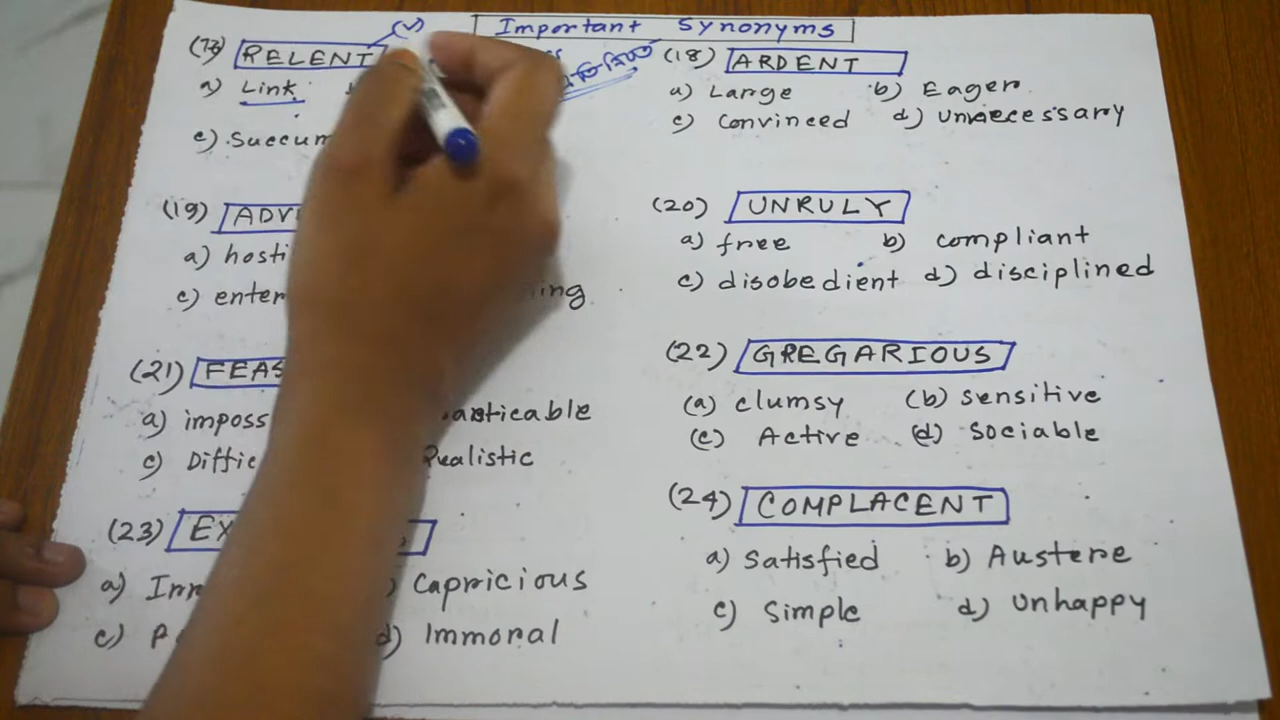 Important Synonyms
(v)
RELENT
a) Link
c) Succum
(18) ARDENT
a) Large b) Eager
c) Convinced d) unnecessary
(19) ADV
a) hosti
c) enter ing
(20) UNRULY
a) free b) compliant
c) disobedient d) disciplined
(21) FEAS
a) imposs acticable
c) Diffic Realistic
(22) GREGARIOUS
(a) clumsy (b) sensitive
(c) Active (d) Sociable
(23) EX
a) Irr ) Capricious
c) P d) Immoral
(24) COMPLACENT
a) Satisfied b) Austere
c) Simple d) Unhappy